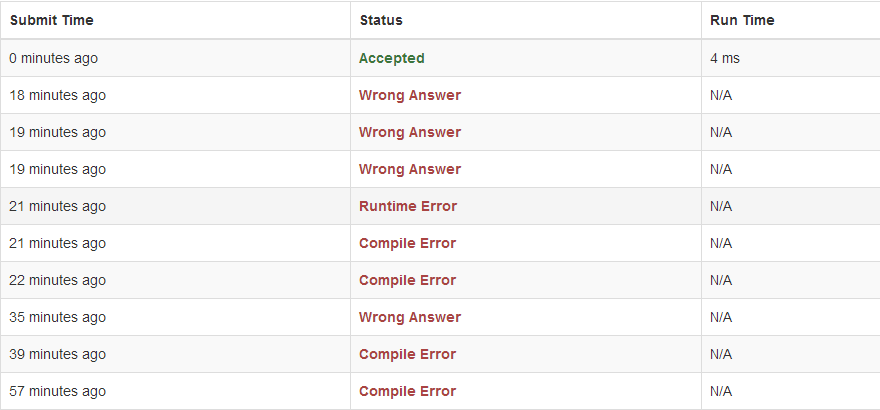 Submit Time Status Run Time
0 minutes ago Accepted 4 ms
18 minutes ago Wrong Answer N/A
19 minutes ago Wrong Answer N/A
19 minutes ago Wrong Answer N/A
21 minutes ago Runtime Error N/A
21 minutes ago Compile Error N/A
22 minutes ago Compile Error N/A
35 minutes ago Wrong Answer N/A
39 minutes ago Compile Error N/A
57 minutes ago Compile Error N/A